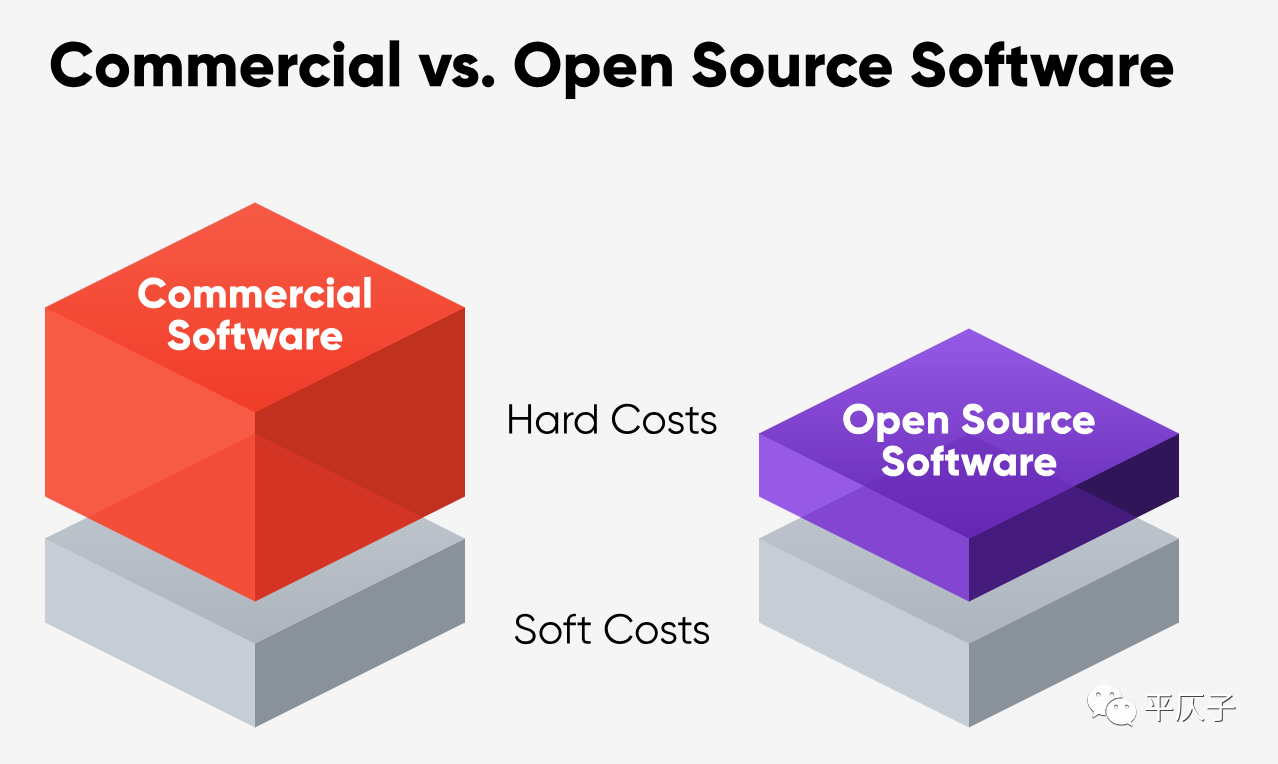 Commercial vs. Open Source Software
Commercial
Software
Hard Costs
Open Source
Software
Soft Costs
平仄子